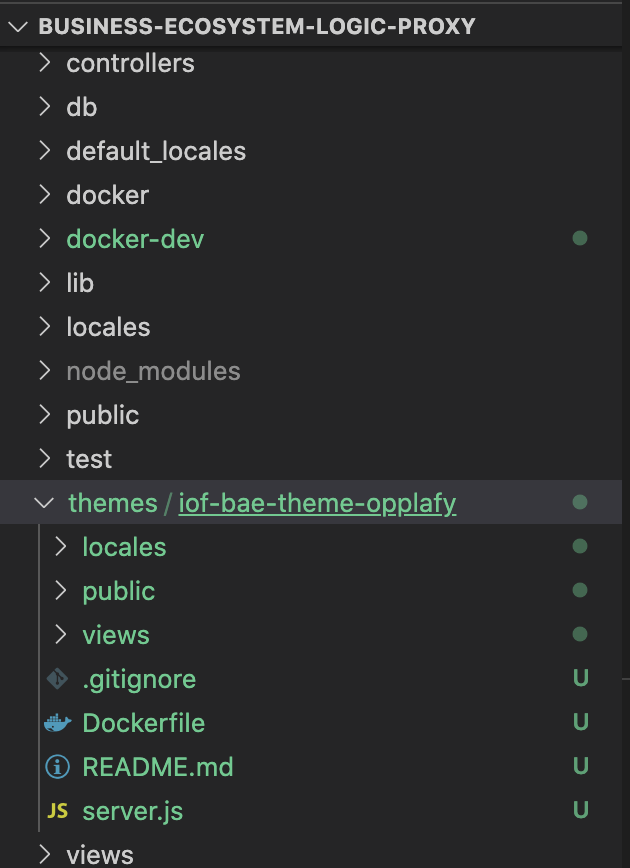 BUSINESS-ECOSYSTEM-LOGIC-PROXY
controllers
db
default_locales
docker
docker-dev
lib
locales
node_modules
public
test
themes / iof-bae-theme-opplafy
locales
public
views
.gitignore U
Dockerfile U
README.md U
JS server.js U
views